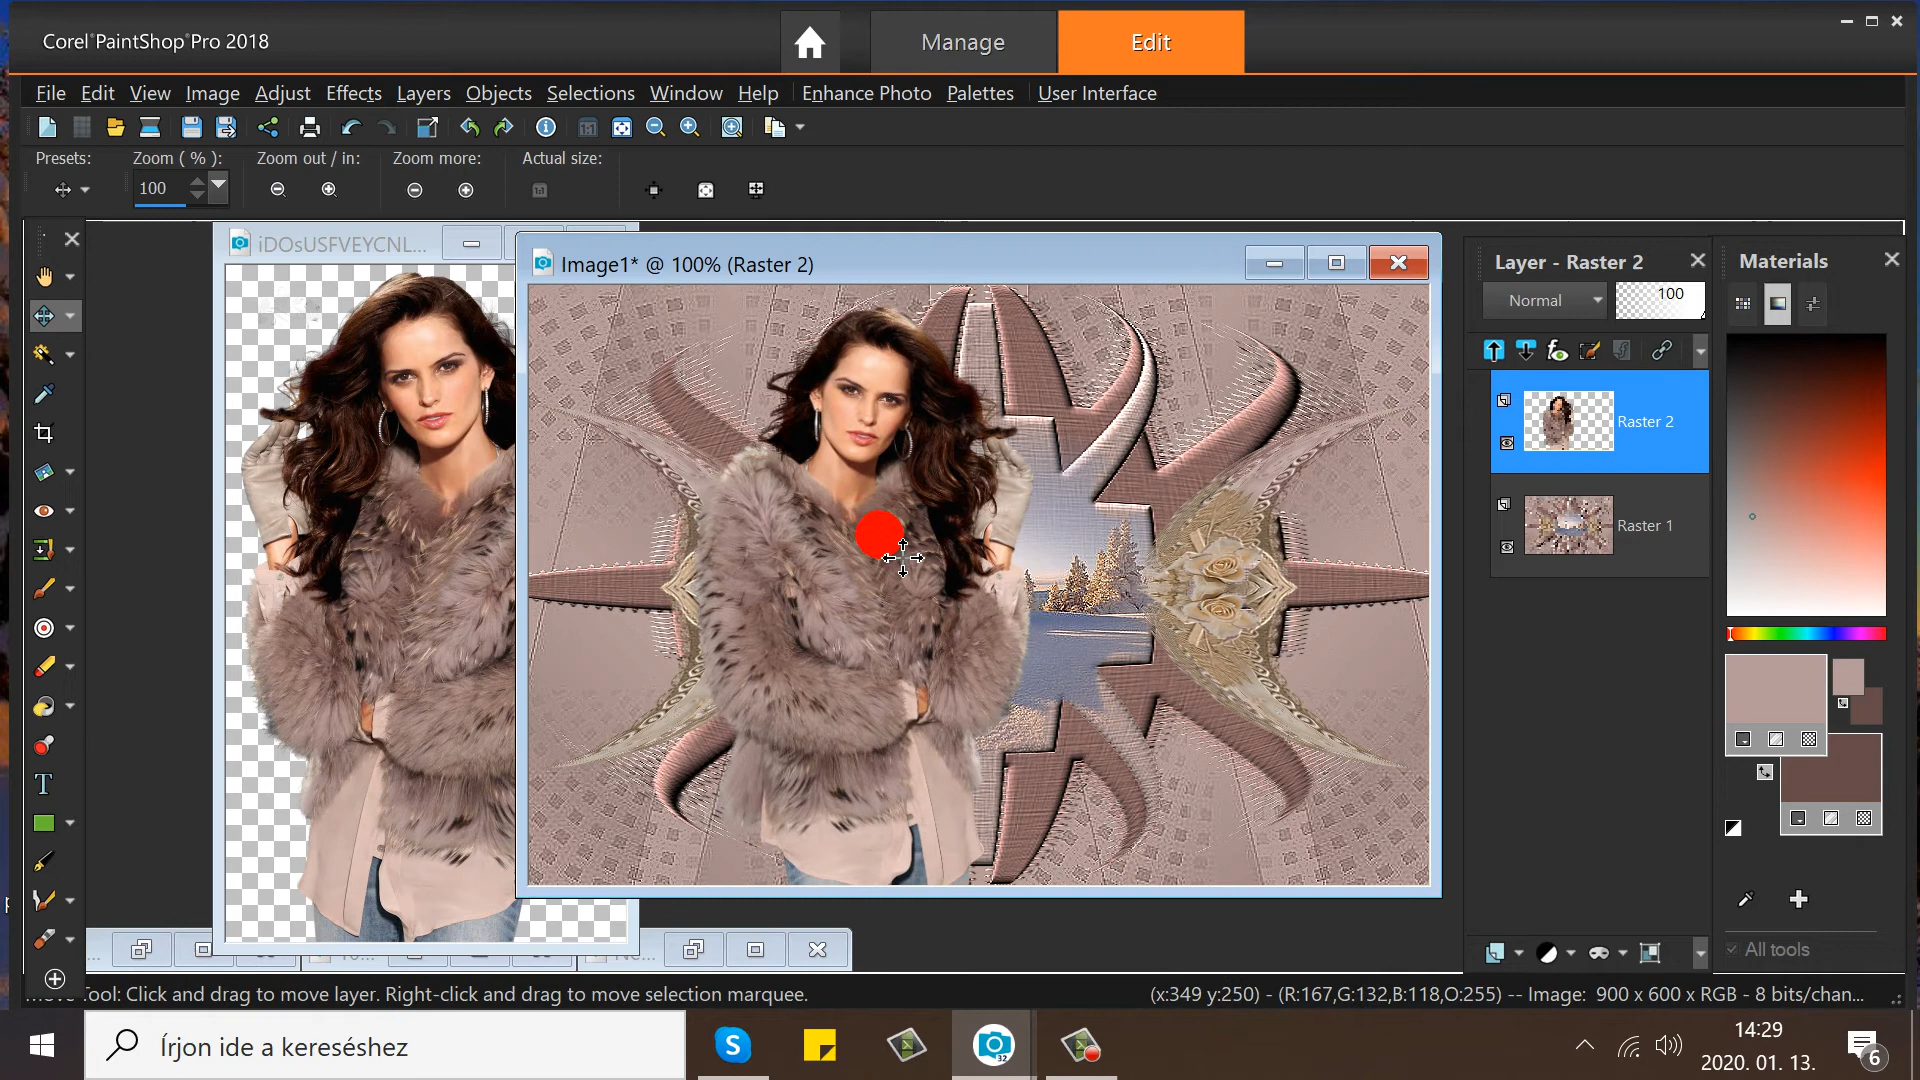 Corel®PaintShop®Pro 2018
Manage
Edit
File Edit View Image Adjust Effects Layers Objects Selections Window Help Enhance Photo Palettes User Interface
Presets: Zoom ( % ): Zoom out / in: Zoom more: Actual size:
100
iDOsUSFVEYCNL...
Image1* @ 100% (Raster 2)
Layer - Raster 2
Materials
Normal
100
Raster 2
Raster 1
All tools
Tool: Click and drag to move layer. Right-click and drag to move selection marquee.
(x:349 y:250) - (R:167,G:132,B:118,O:255) -- Image: 900 x 600 x RGB - 8 bits/chan...
Írjon ide a kereséshez
32
14:29
2020. 01. 13.
6